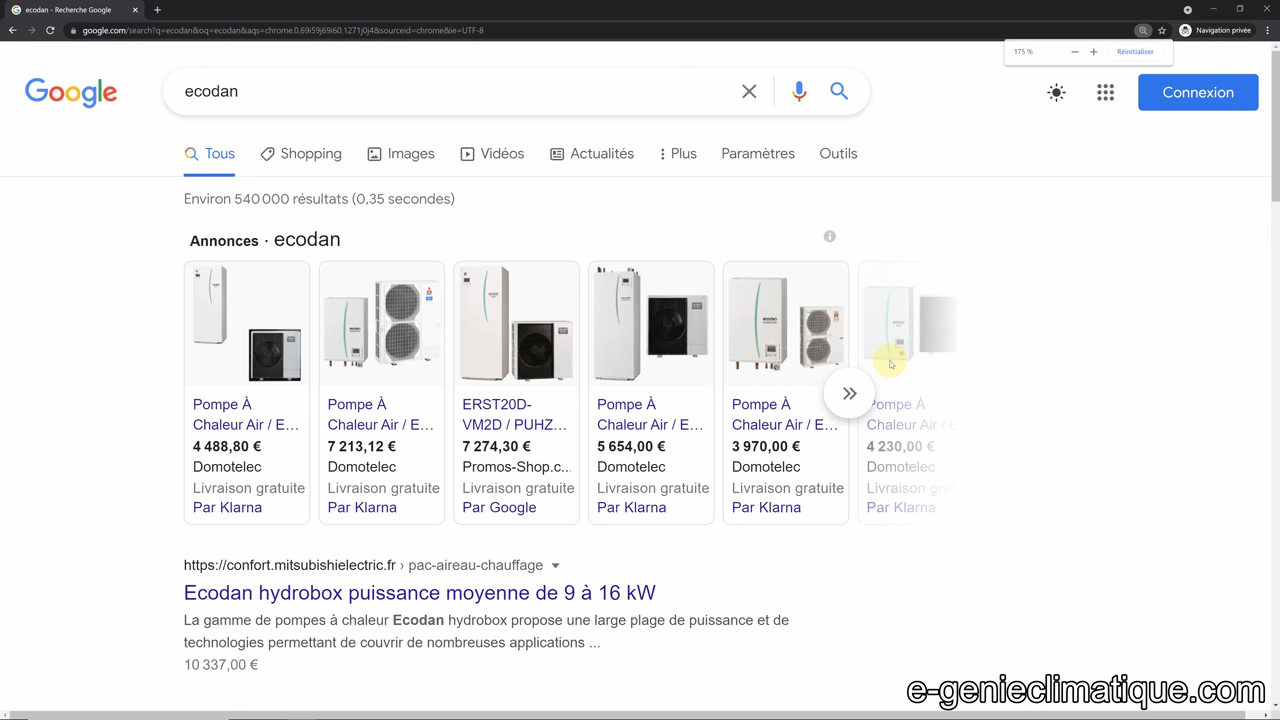 ecodan - Recherche Google
google.com/search?q=ecodan&oq=ecodan&aqs=chrome.0.69i59j69i60.1271j0j4&sourceid=chrome&ie=UTF-8
Navigation privée
175 %
Réinitialiser
Google
ecodan
Connexion
Tous Shopping Images Vidéos Actualités Plus Paramètres Outils
Environ 540 000 résultats (0,35 secondes)
Annonces · ecodan
Pompe À
Chaleur Air / E...
4 488,80 €
Domotelec
Livraison gratuite
Par Klarna
Pompe À
Chaleur Air / E...
7 213,12 €
Domotelec
Livraison gratuite
Par Klarna
ERST20D-
VM2D / PUHZ...
7 274,30 €
Promos-Shop.c...
Livraison gratuite
Par Google
Pompe À
Chaleur Air / E...
5 654,00 €
Domotelec
Livraison gratuite
Par Klarna
ecodan
Pompe À
Chaleur Air / E...
3 970,00 €
Domotelec
Livraison gratuite
Par Klarna
Pompe À
Chaleur Air / E
4 230,00 €
Domotelec
Livraison gra
Par Klarna
https://confort.mitsubishielectric.fr › pac-aireau-chauffage
Ecodan hydrobox puissance moyenne de 9 à 16 kW
La gamme de pompes à chaleur Ecodan hydrobox propose une large plage de puissance et de
technologies permettant de couvrir de nombreuses applications ...
10 337,00 €
e-genieclimatique.com